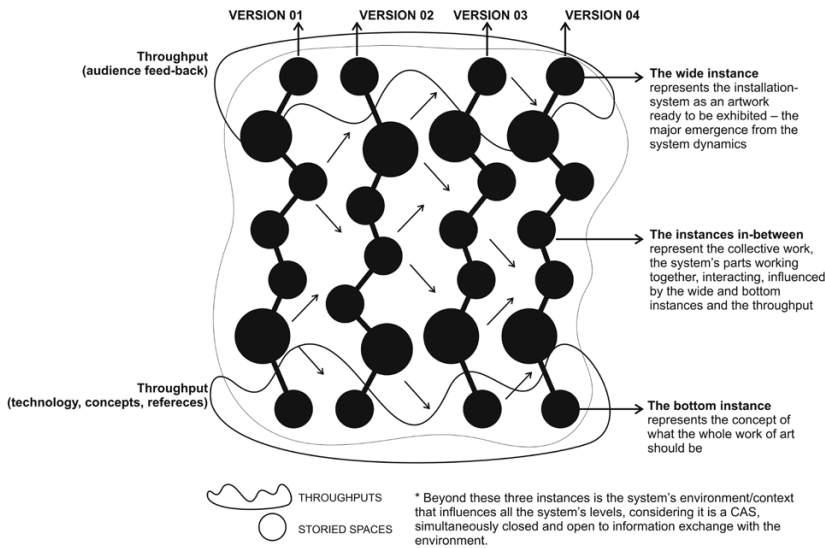 VERSION 01
VERSION 02
VERSION 03
VERSION 04
Throughput
(audience feed-back)
The wide instance
represents the installation-
system as an artwork
ready to be exhibited – the
major emergence from the
system dynamics
The instances in-between
represent the collective work,
the system's parts working
together, interacting, influenced
by the wide and bottom
instances and the throughput
Throughput
(technology, concepts, refereces)
The bottom instance
represents the concept of
what the whole work of art
should be
THROUGHPUTS
STORIED SPACES
* Beyond these three instances is the system's environment/context
that influences all the system's levels, considering it is a CAS,
simultaneously closed and open to information exchange with the
environment.